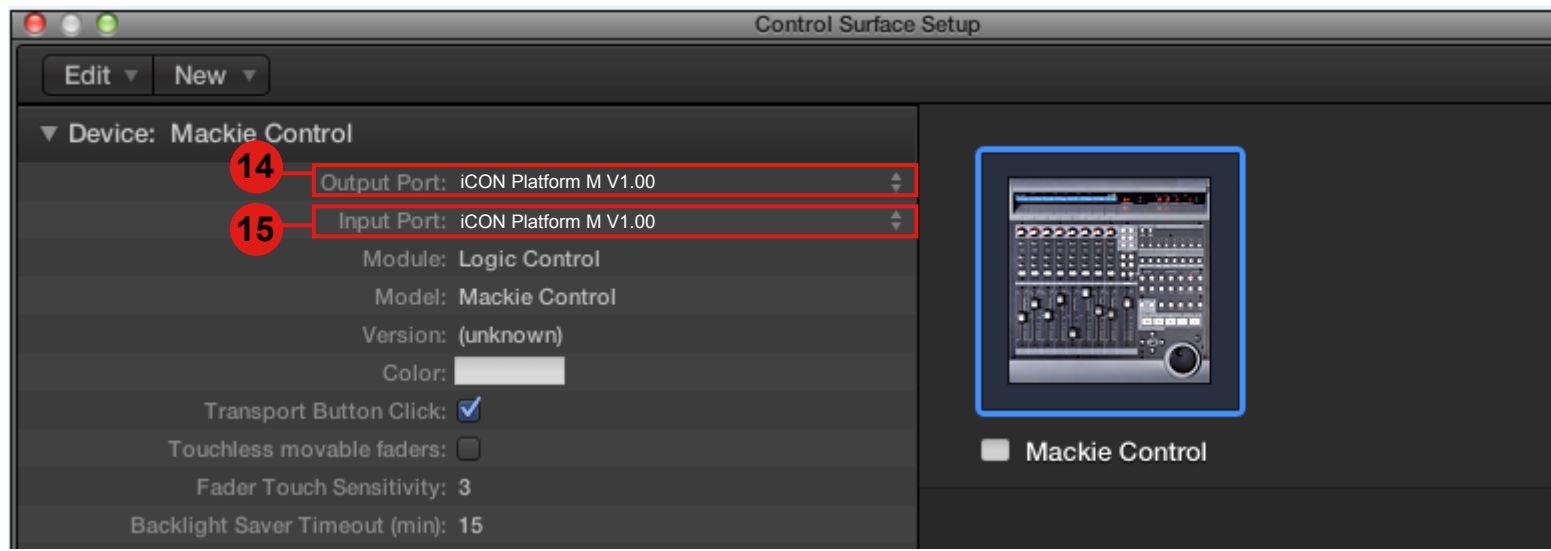 Control Surface Setup
Edit New
Device: Mackie Control
14
Output Port: iCON Platform M V1.00
15
Input Port: iCON Platform M V1.00
Module: Logic Control
Model: Mackie Control
Version: (unknown)
Color:
Transport Button Click:
Touchless movable faders:
Fader Touch Sensitivity: 3
Backlight Saver Timeout (min): 15
Mackie Control